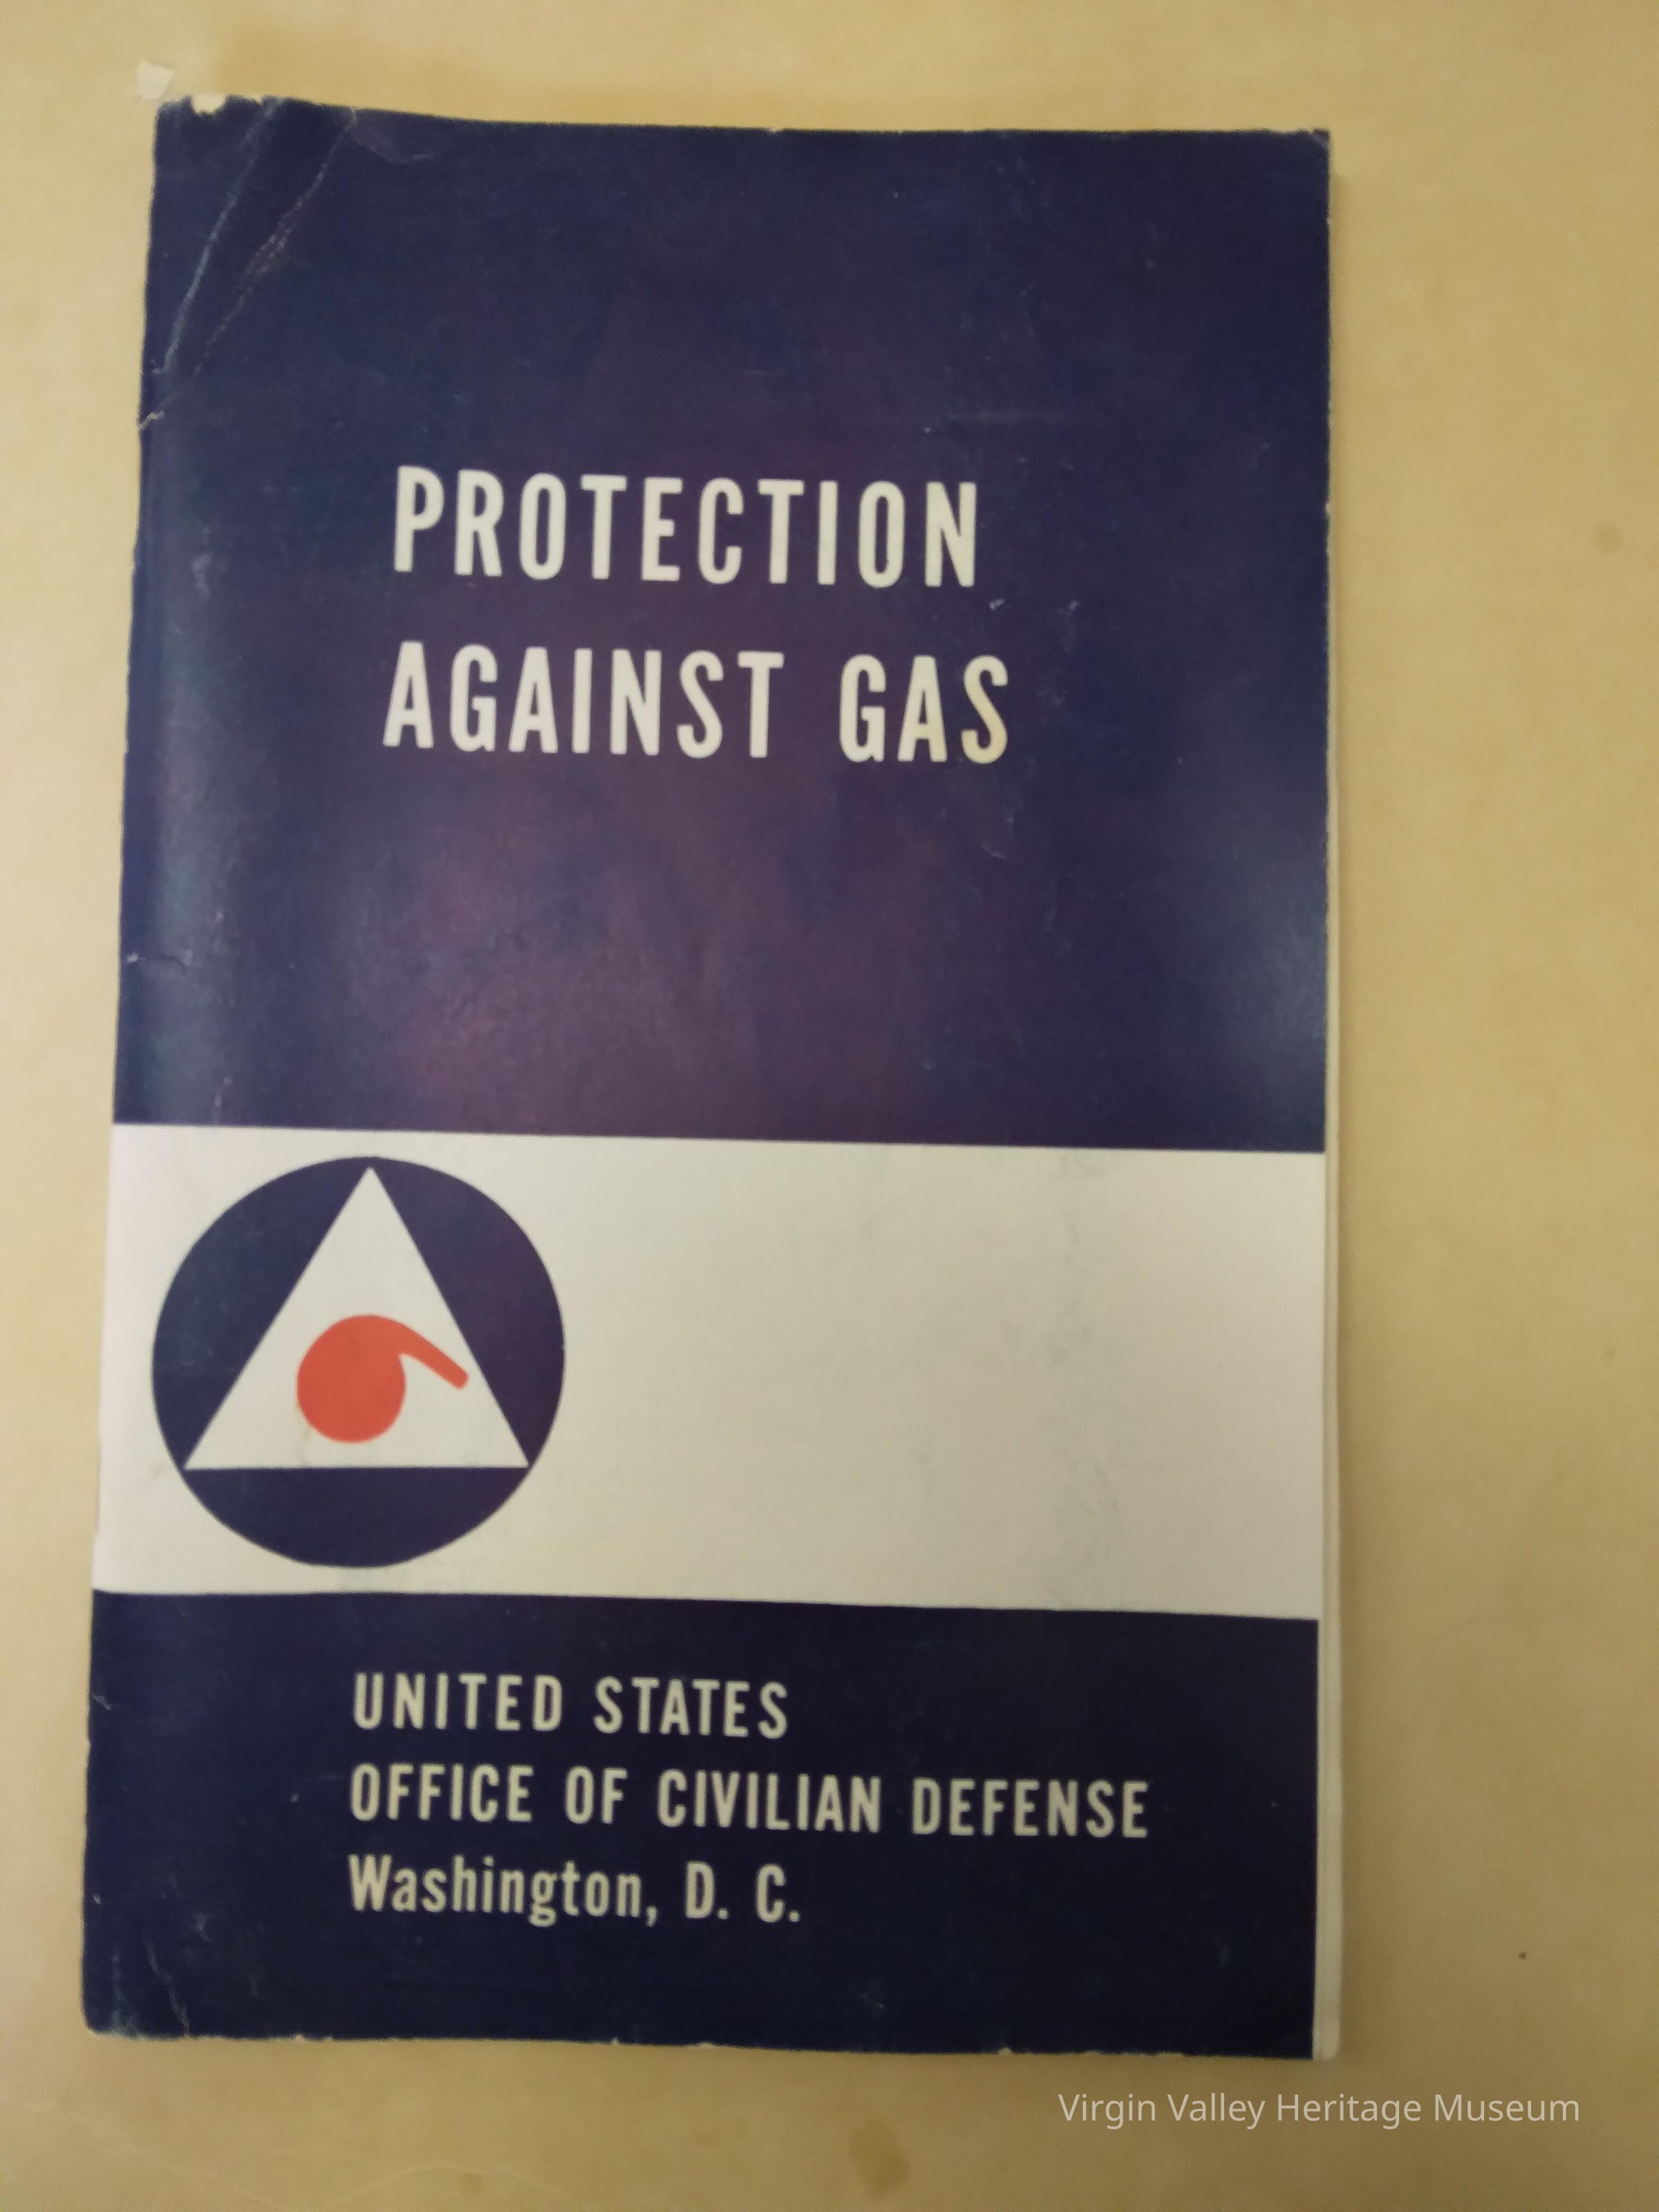 PROTECTION
AGAINST GAS
UNITED STATES
OFFICE OF CIVILIAN DEFENSE
Washington, D. C.
Virgin Valley Heritage Museum